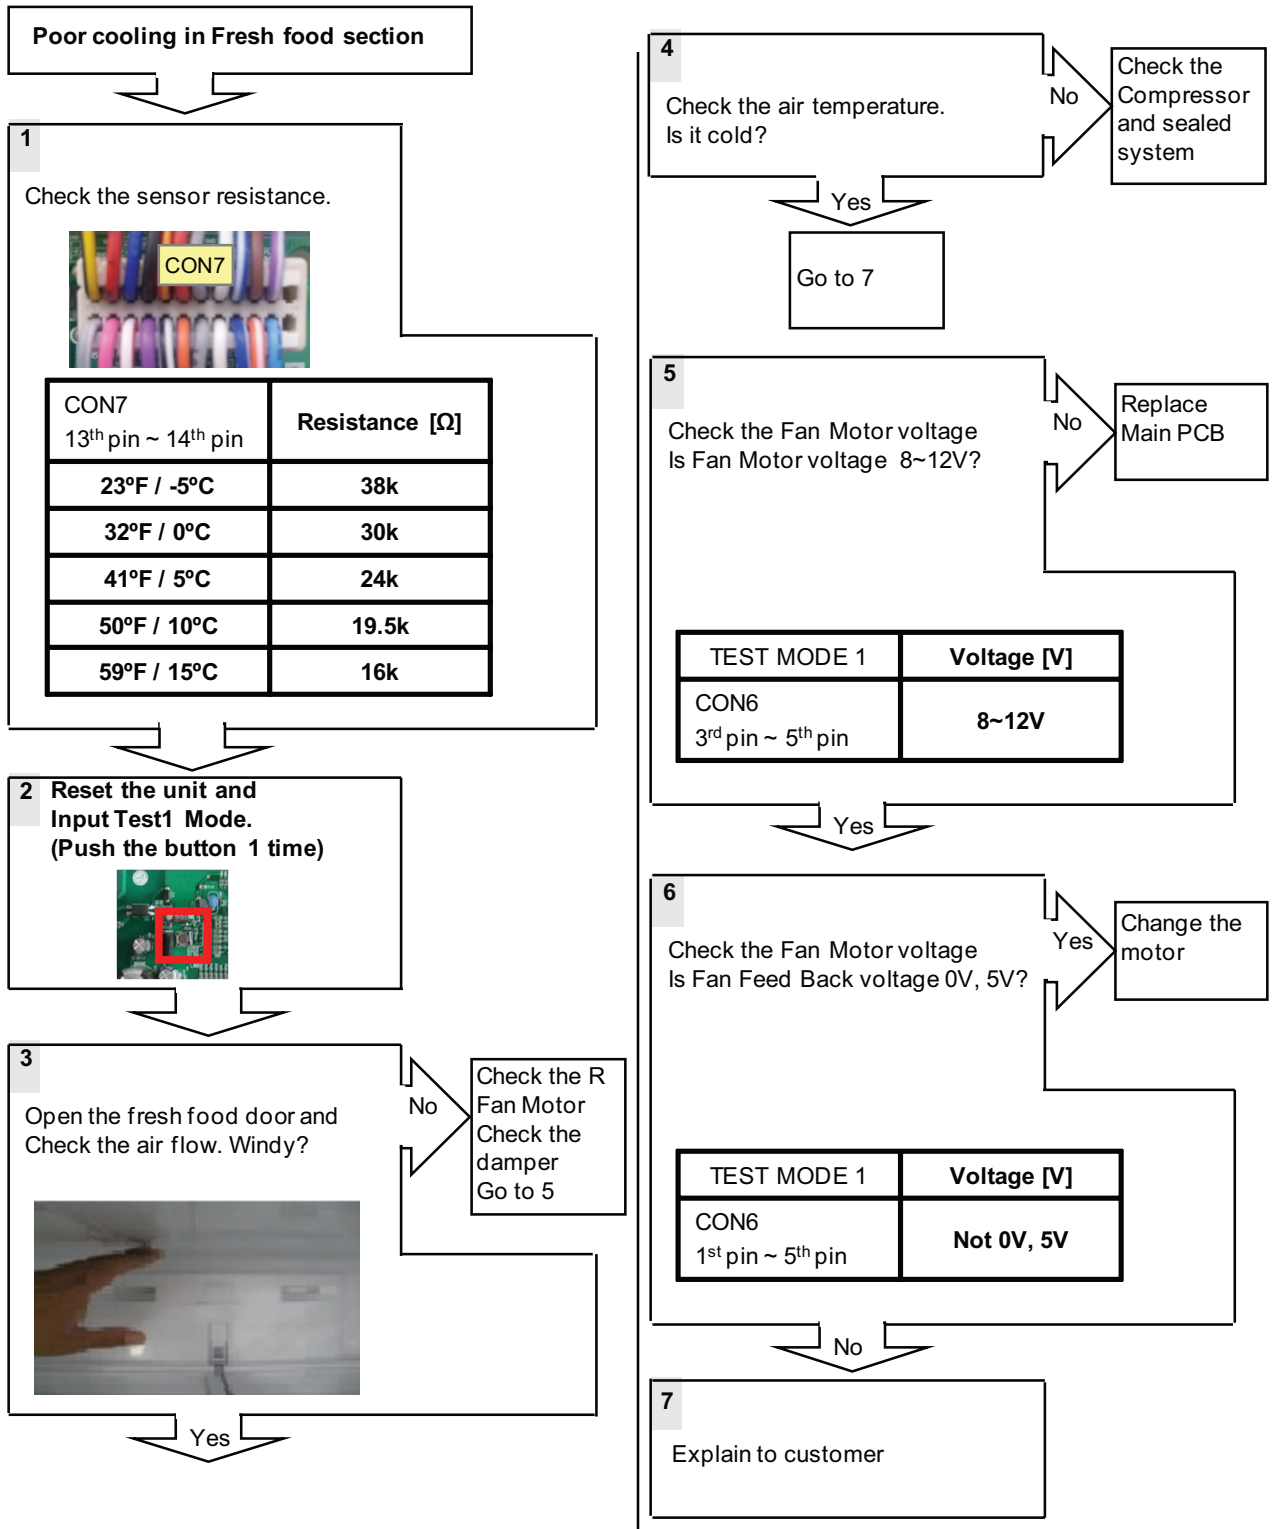 Poor cooling in Fresh food section
1
Check the sensor resistance.
CON7
CON7
13th pin ~ 14th pin
Resistance [Ω]
23ºF / -5ºC
38k
32ºF / 0ºC
30k
41ºF / 5ºC
24k
50ºF / 10ºC
19.5k
59ºF / 15ºC
16k
2
Reset the unit and
Input Test1 Mode.
(Push the button 1 time)
3
Open the fresh food door and
Check the air flow. Windy?
No
Check the R
Fan Motor
Check the
damper
Go to 5
Yes
4
Check the air temperature.
Is it cold?
No
Check the
Compressor
and sealed
system
Yes
Go to 7
5
Check the Fan Motor voltage
Is Fan Motor voltage 8~12V?
No
Replace
Main PCB
TEST MODE 1
Voltage [V]
CON6
3rd pin ~ 5th pin
8~12V
Yes
6
Check the Fan Motor voltage
Is Fan Feed Back voltage 0V, 5V?
Yes
Change the
motor
TEST MODE 1
Voltage [V]
CON6
1st pin ~ 5th pin
Not 0V, 5V
No
7
Explain to customer